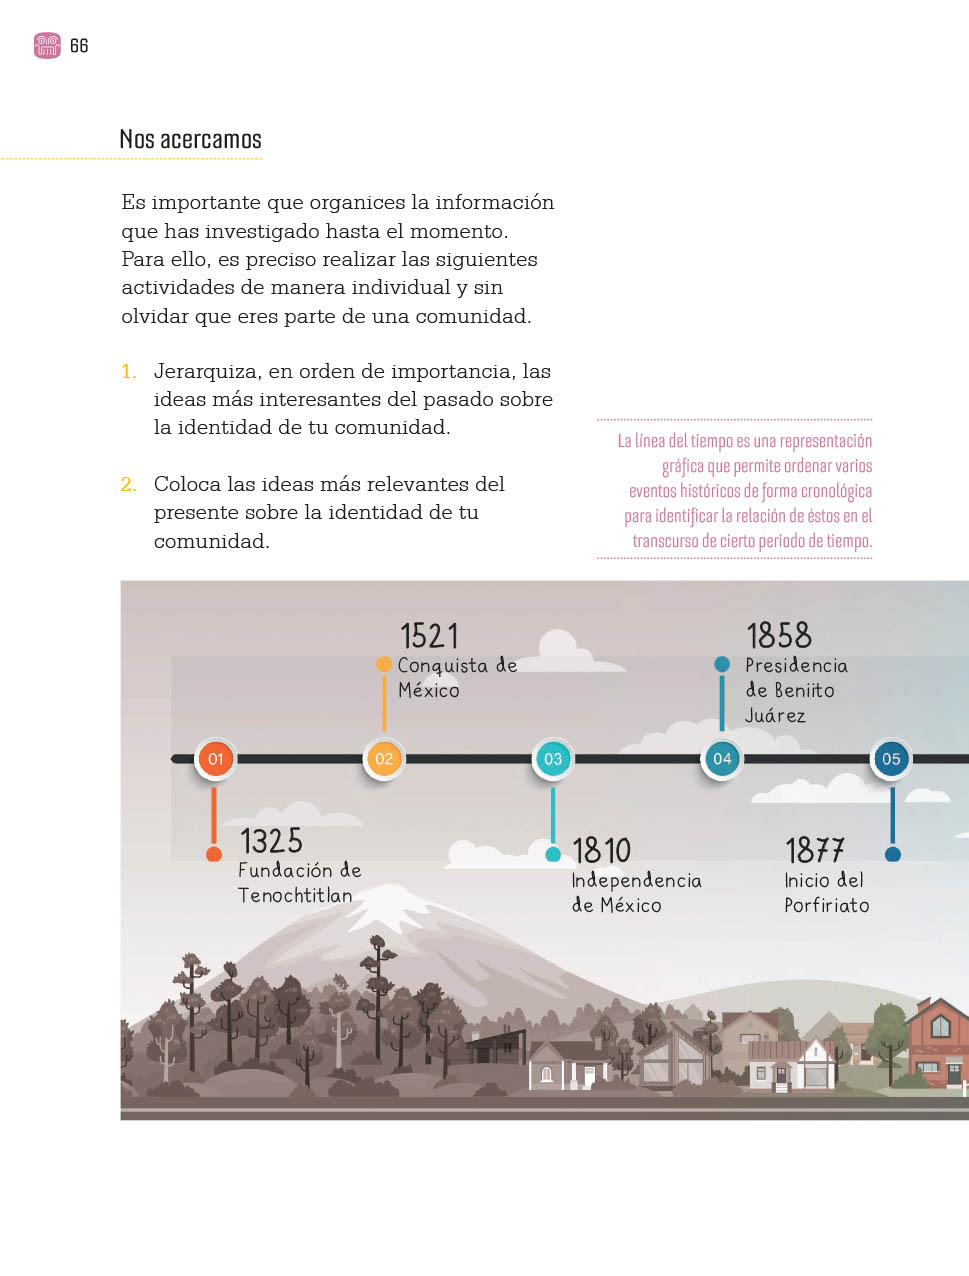 66
Nos acercamos
Es importante que organices la información
que has investigado hasta el momento.
Para ello, es preciso realizar las siguientes
actividades de manera individual y sin
olvidar que eres parte de una comunidad.
1. Jerarquiza, en orden de importancia, las
ideas más interesantes del pasado sobre
la identidad de tu comunidad.
2. Coloca las ideas más relevantes del
presente sobre la identidad de tu
comunidad.
La línea del tiempo es una representación
gráfica que permite ordenar varios
eventos históricos de forma cronológica
para identificar la relación de éstos en el
transcurso de cierto periodo de tiempo.
1521
Conquista de
México
1858
Presidencia
de Beniito
Juárez
01
02
03
04
05
1325
Fundación de
Tenochtitlan
1810
Independencia
de México
1877
Inicio del
Porfiriato